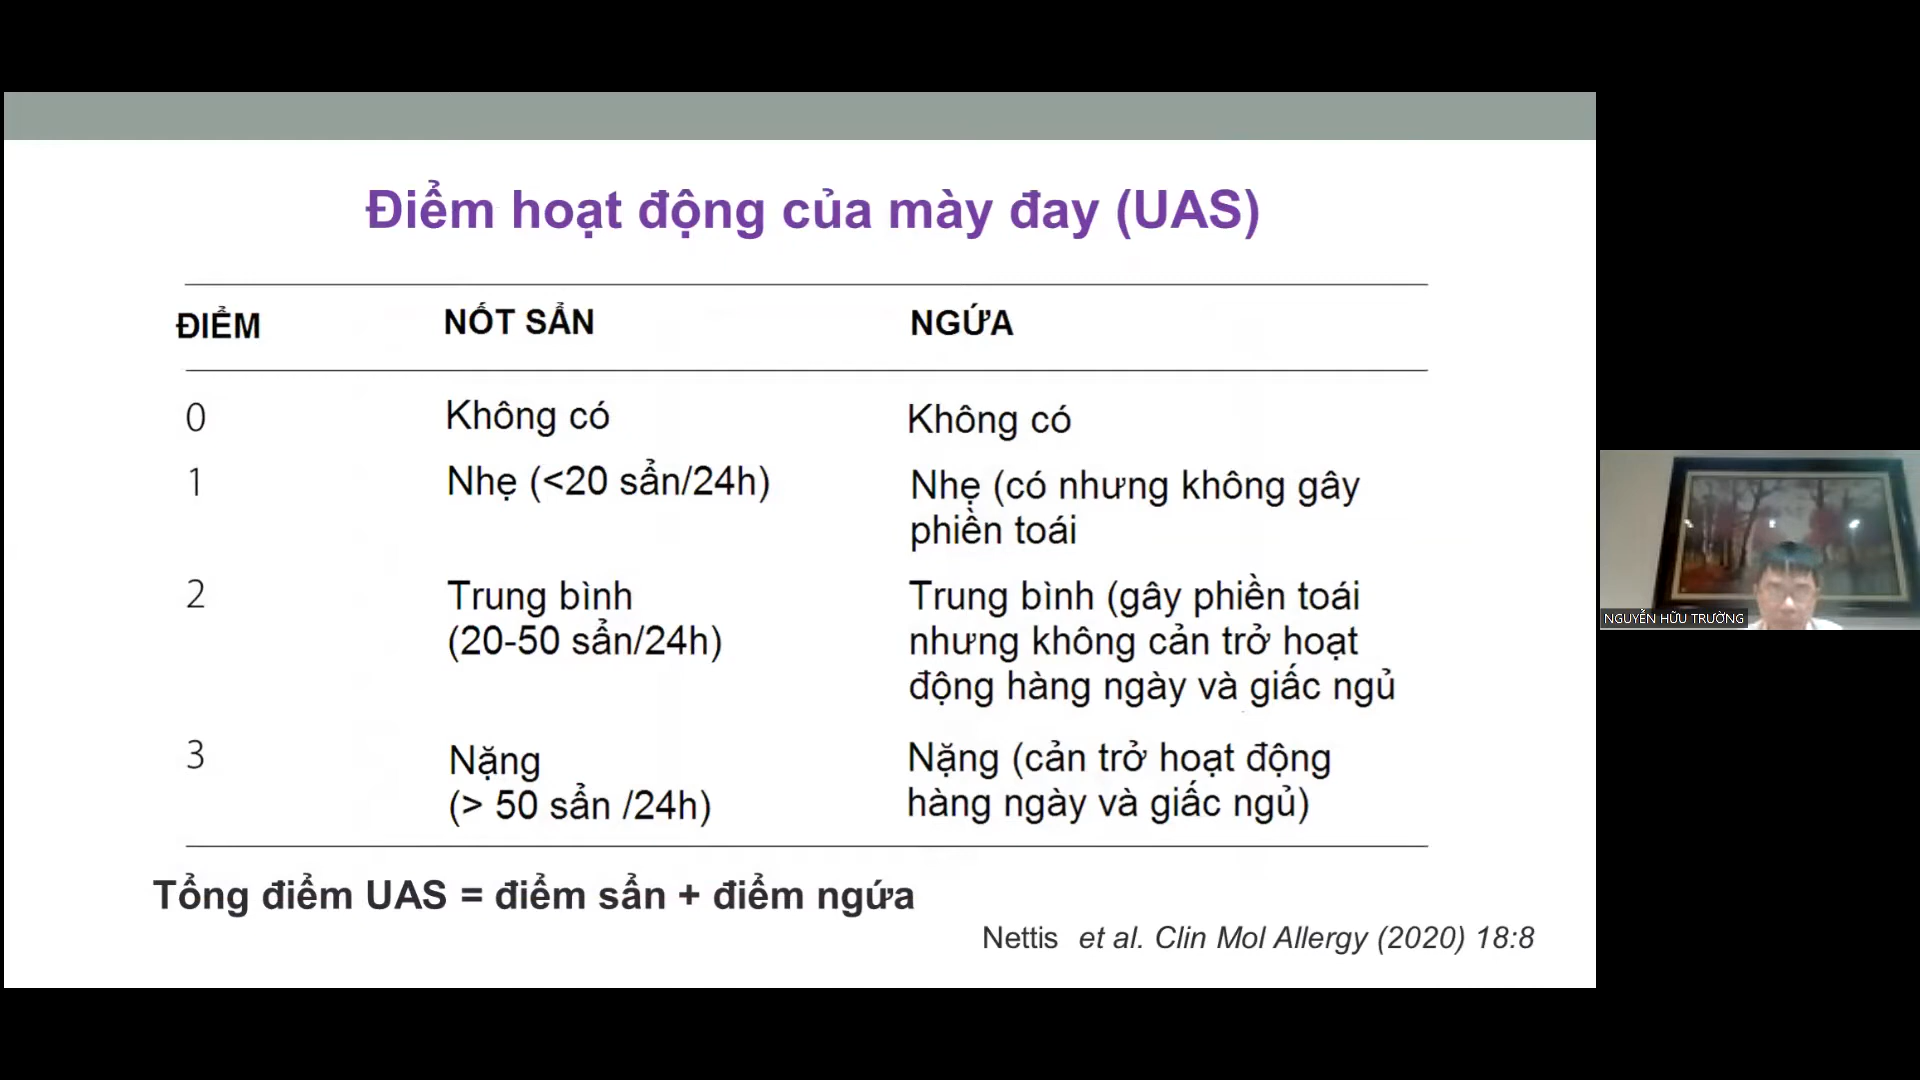 Điểm hoạt động của mày đay (UAS)
ĐIỂM NỐT SẨN NGỨA
0 Không có Không có
1 Nhẹ (<20 sẩn/24h) Nhẹ (có nhưng không gây
phiền toái
2 Trung bình Trung bình (gây phiền toái
(20-50 sẩn/24h) nhưng không cản trở hoạt
động hàng ngày và giấc ngủ
3 Nặng Nặng (cản trở hoạt động
(> 50 sẩn /24h) hàng ngày và giấc ngủ)
Tổng điểm UAS = điểm sẩn + điểm ngứa
Nettis et al. Clin Mol Allergy (2020) 18:8
NGUYỄN HỮU TRƯỜNG